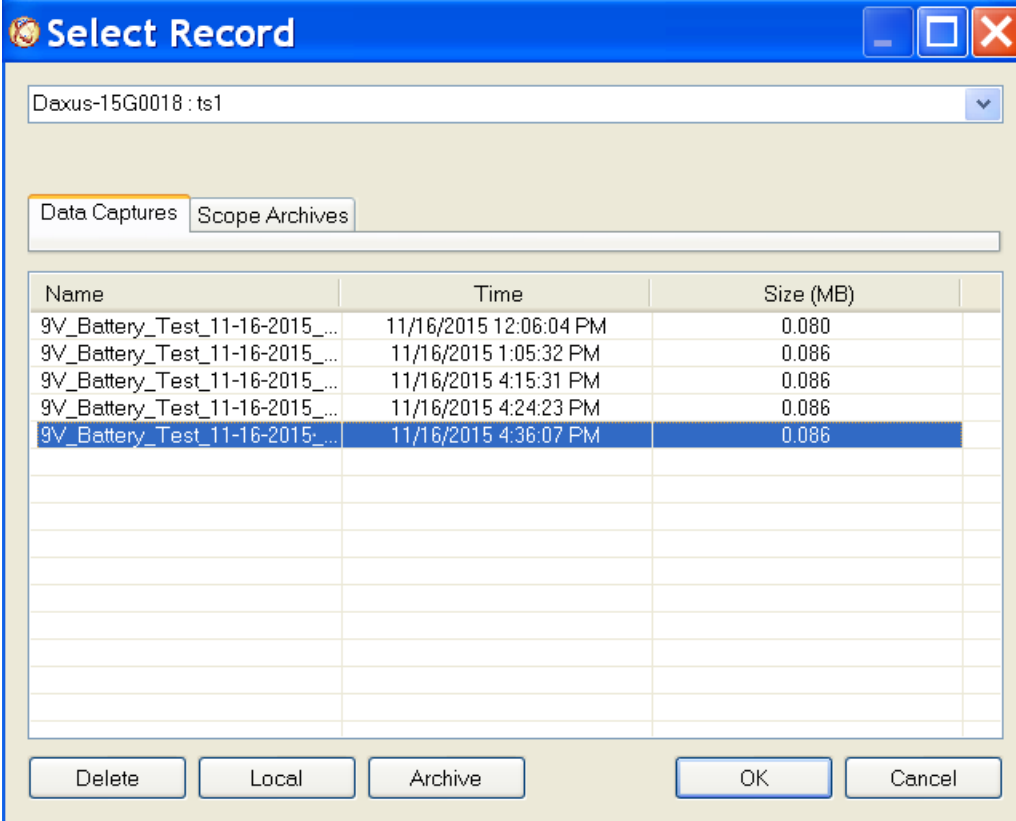 Select Record
Daxus-15G0018 : ts1
Data Captures Scope Archives
Name Time Size (MB)
9V_Battery_Test_11-16-2015_... 11/16/2015 12:06:04 PM 0.080
9V_Battery_Test_11-16-2015_... 11/16/2015 1:05:32 PM 0.086
9V_Battery_Test_11-16-2015_... 11/16/2015 4:15:31 PM 0.086
9V_Battery_Test_11-16-2015_... 11/16/2015 4:24:23 PM 0.086
9V_Battery_Test_11-16-2015_... 11/16/2015 4:36:07 PM 0.086
Delete Local Archive OK Cancel